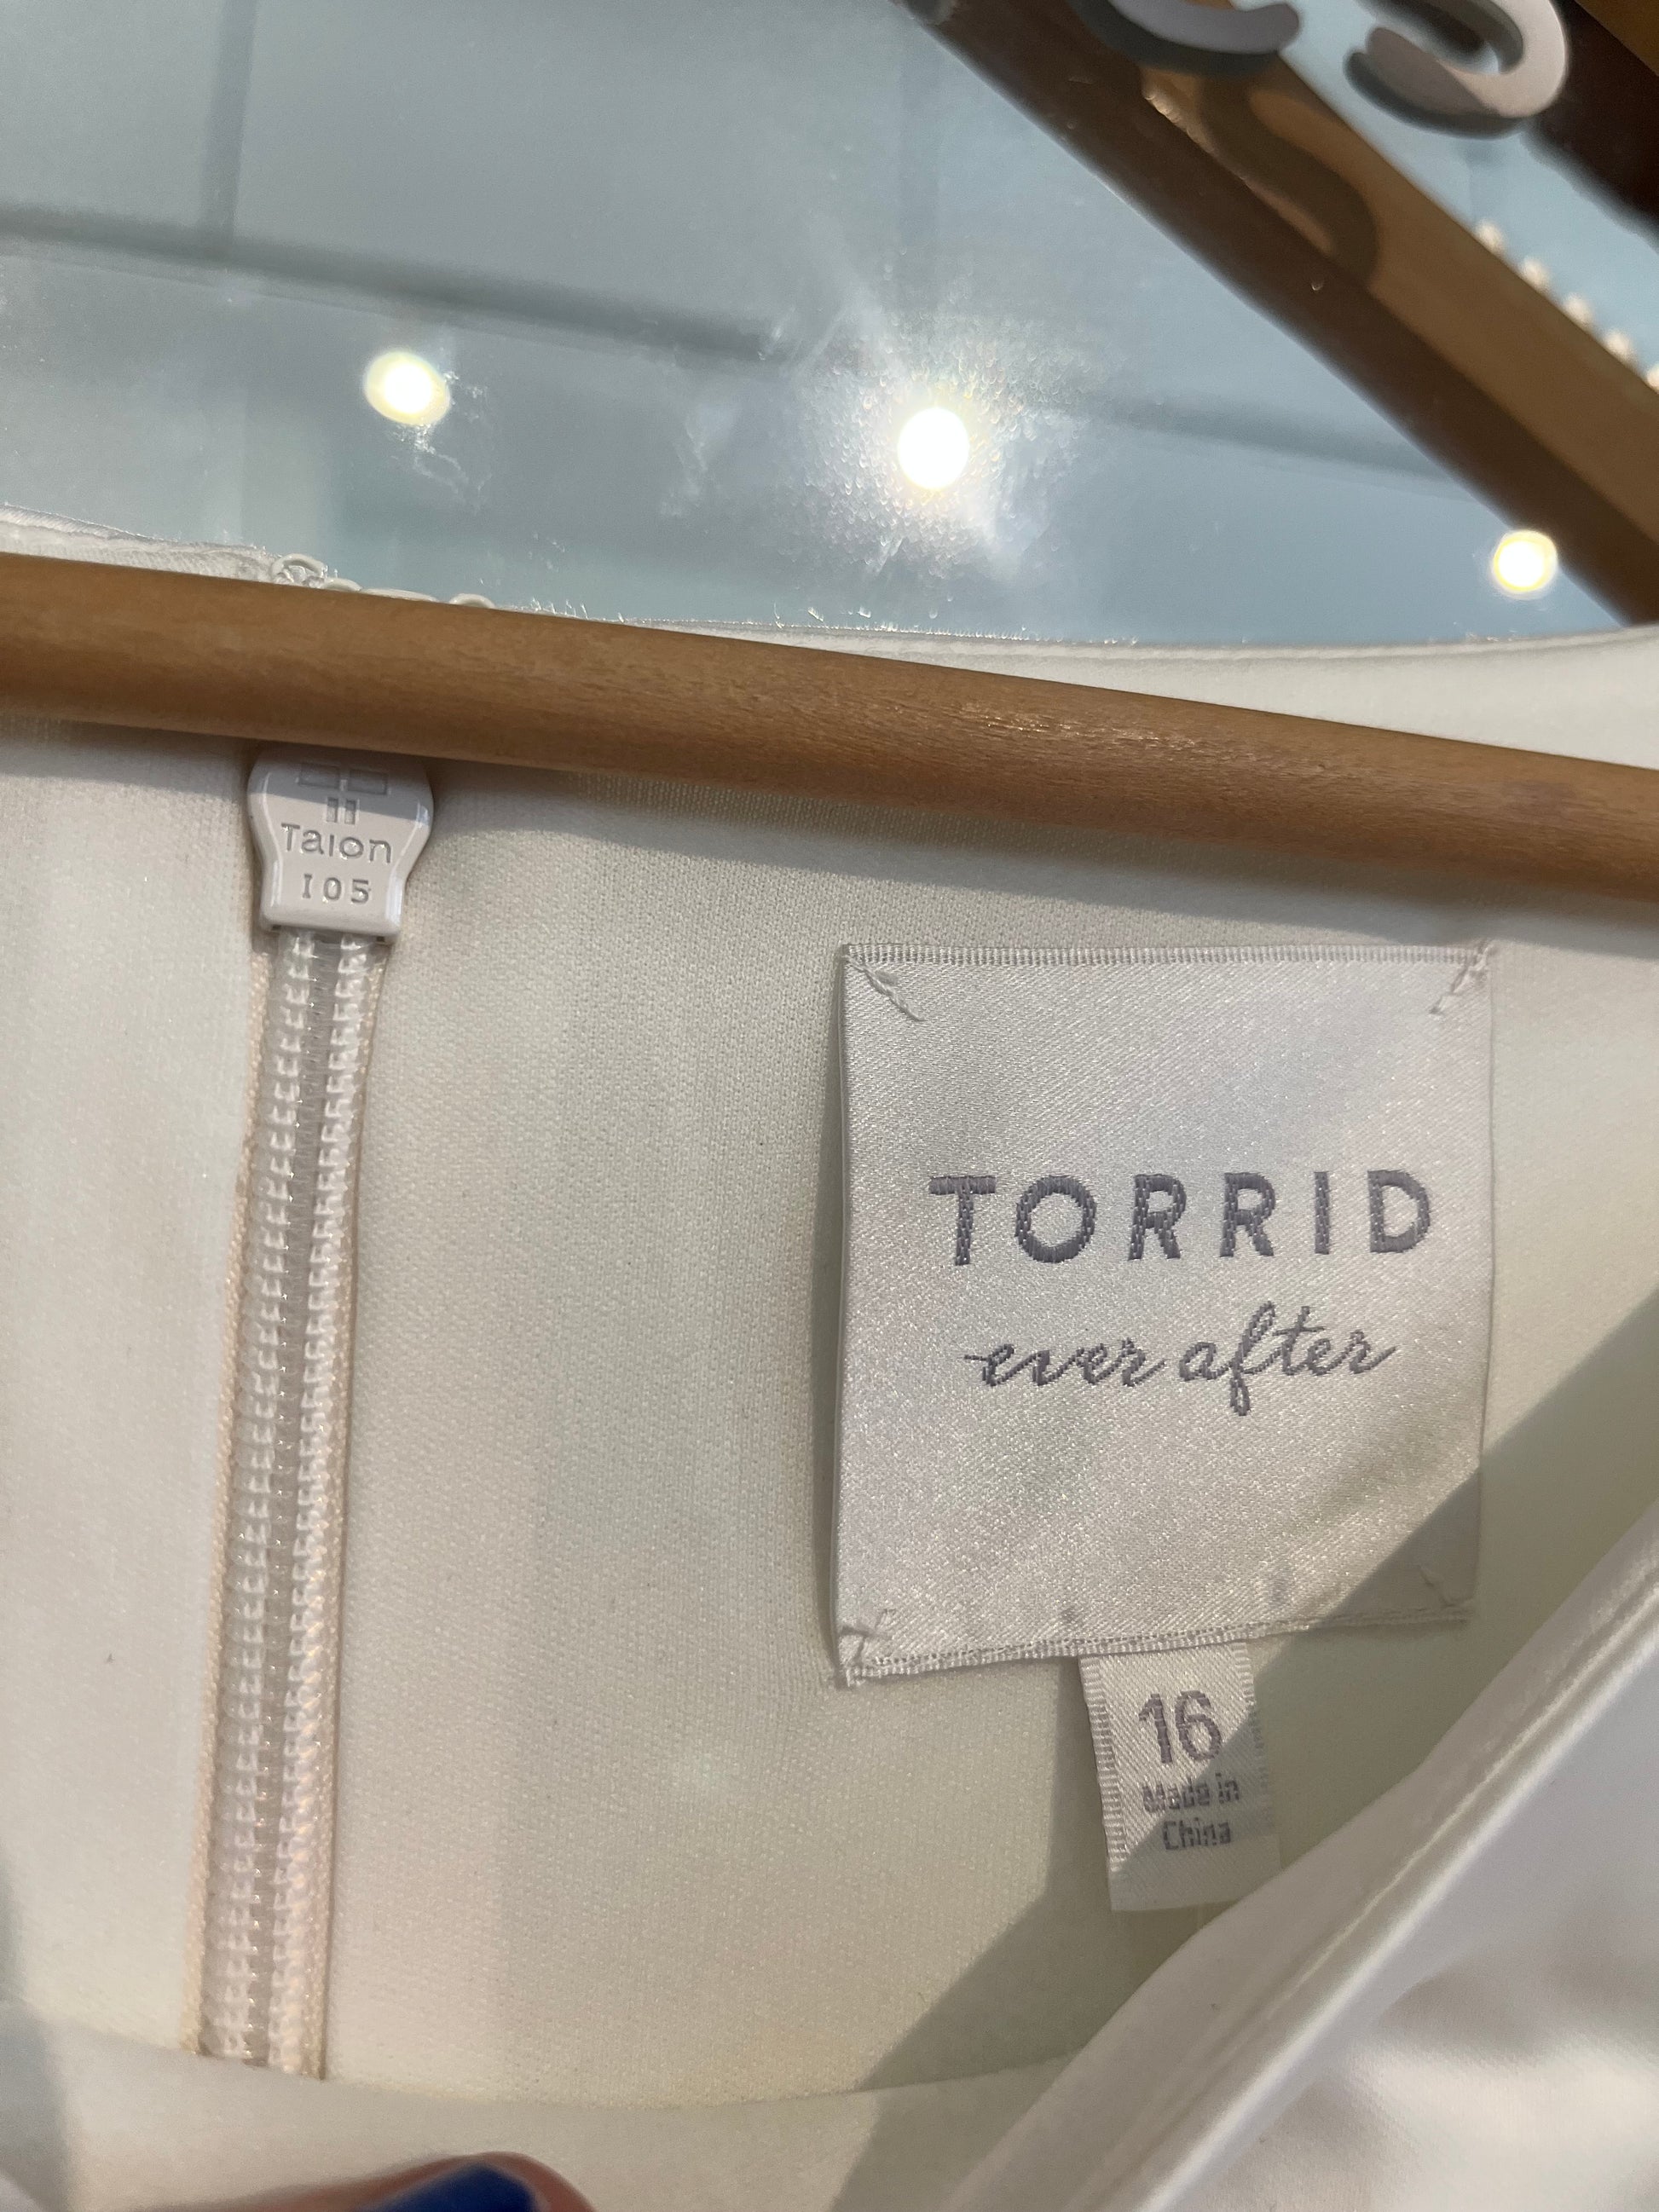 Talon
105
TORRID
ever after
16
Made in
China